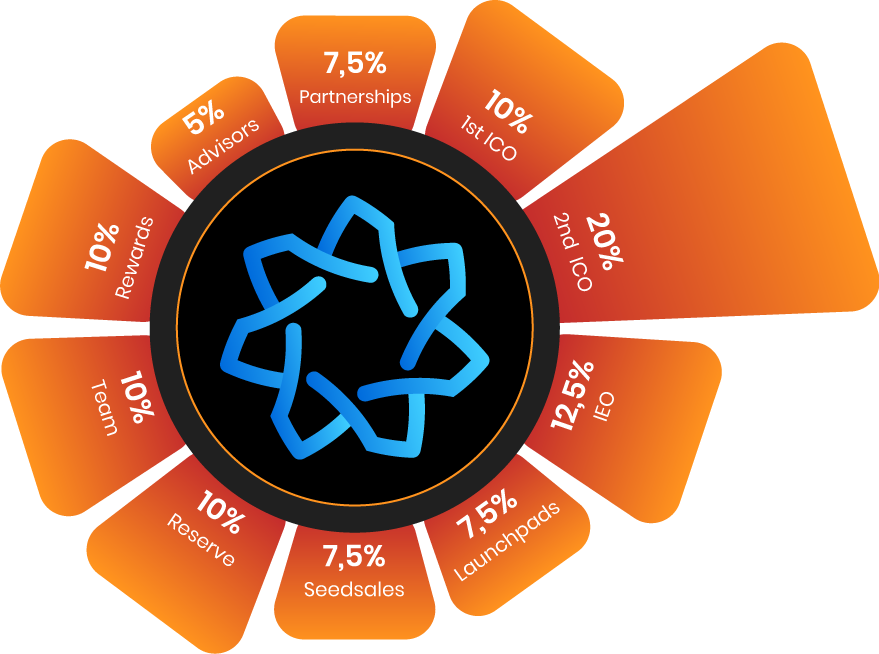 7,5%
Partnerships
10%
1st ICO
20%
2nd ICO
12,5%
IEO
7,5%
Launchpads
7,5%
Seedsales
10%
Reserve
10%
Team
10%
Rewards
5%
Advisors